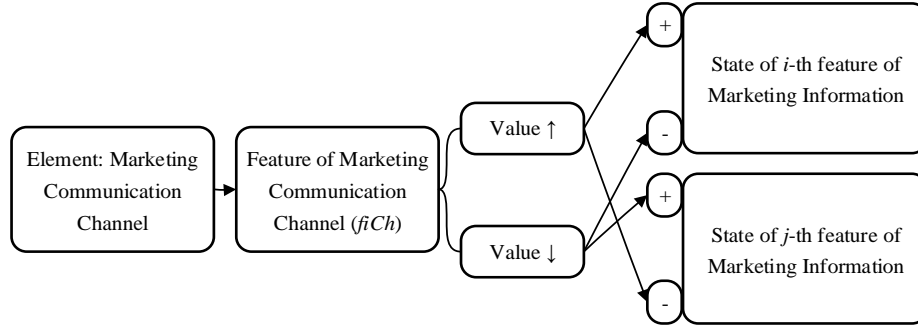 Element: Marketing
Communication
Channel
Feature of Marketing
Communication
Channel (fiCh)
Value ↑
Value ↓
+
-
State of i-th feature of
Marketing Information
+
-
State of j-th feature of
Marketing Information